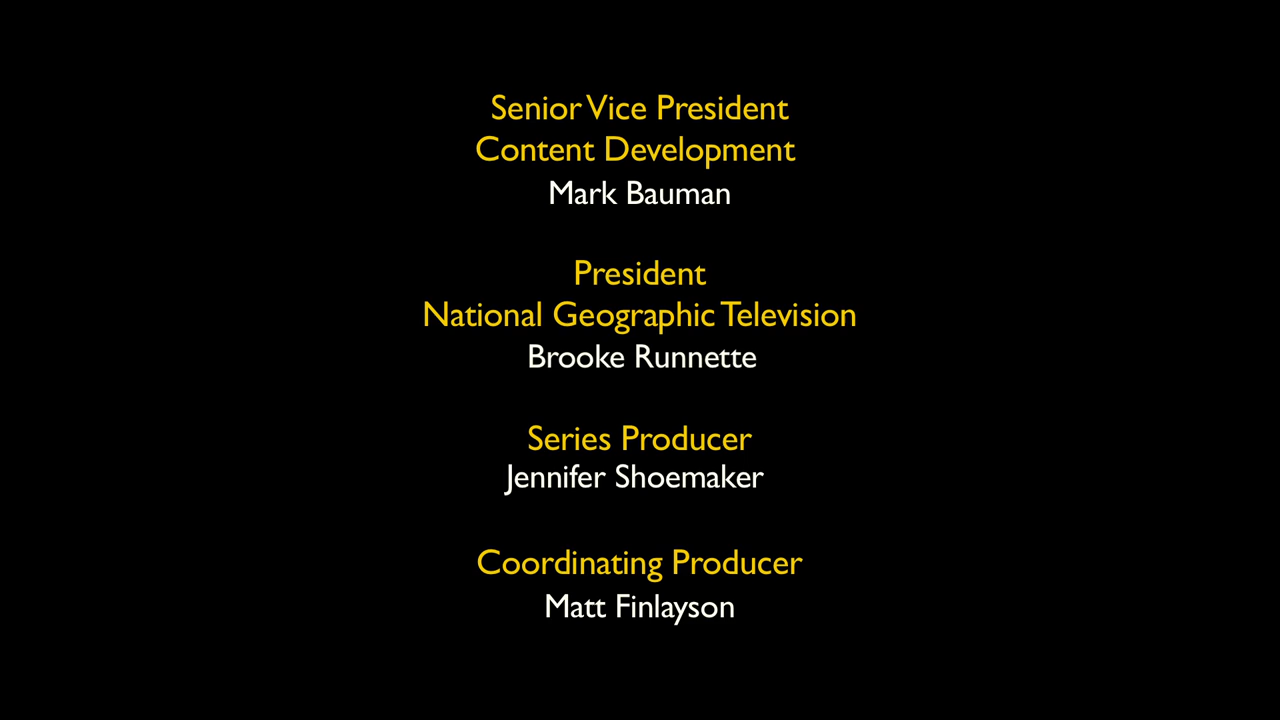 Senior Vice President
Content Development
Mark Bauman
President
National Geographic Television
Brooke Runnette
Series Producer
Jennifer Shoemaker
Coordinating Producer
Matt Finlayson